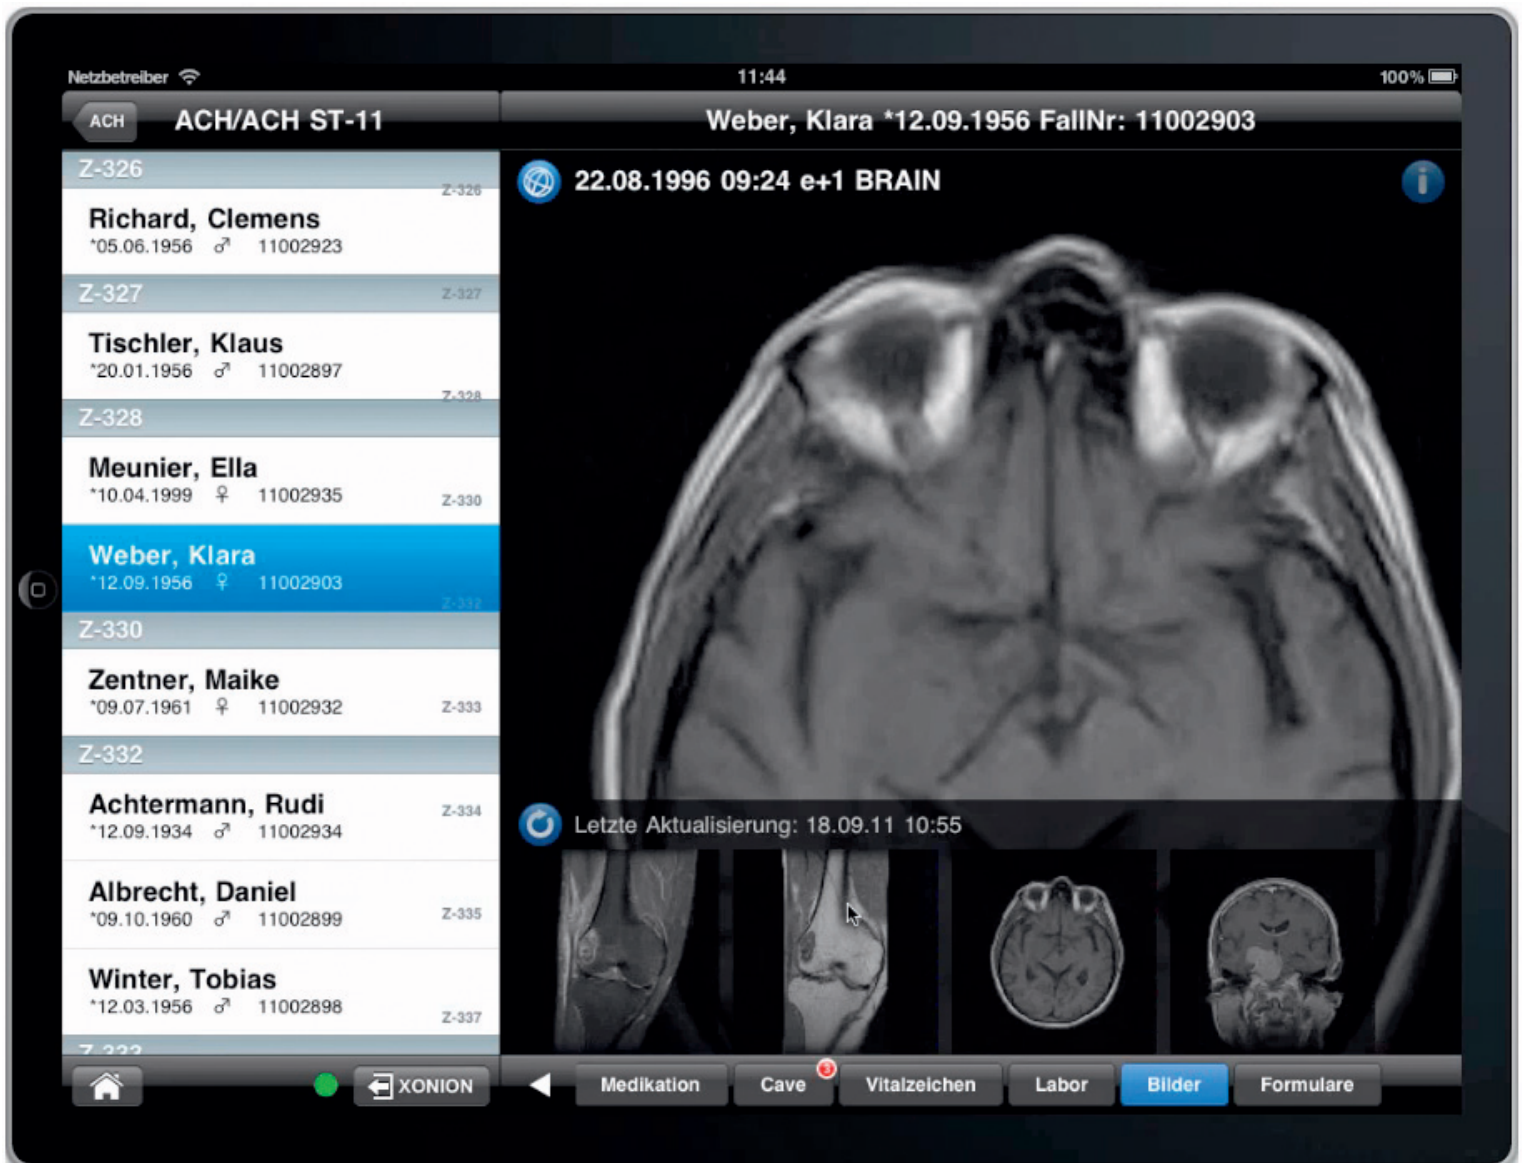 Netzbetreiber
11:44
100%
ACH
ACH/ACH ST-11
Weber, Klara *12.09.1956 FallNr: 11002903
Z-326
Z-326
Richard, Clemens
*05.06.1956 ♂ 11002923
Z-327
Z-327
Tischler, Klaus
*20.01.1956 ♂ 11002897
Z-328
Z-328
Meunier, Ella
*10.04.1999 ♀ 11002935
Z-330
Weber, Klara
*12.09.1956 ♀ 11002903
Z-332
Z-330
Zentner, Maike
*09.07.1961 ♀ 11002932
Z-333
Z-332
Achtermann, Rudi
*12.09.1934 ♂ 11002934
Z-334
Albrecht, Daniel
*09.10.1960 ♂ 11002899
Z-335
Winter, Tobias
*12.03.1956 ♂ 11002898
Z-337
XONION
22.08.1996 09:24 e+1 BRAIN
i
Letzte Aktualisierung: 18.09.11 10:55
Medikation
Cave
3
Vitalzeichen
Labor
Bilder
Formulare